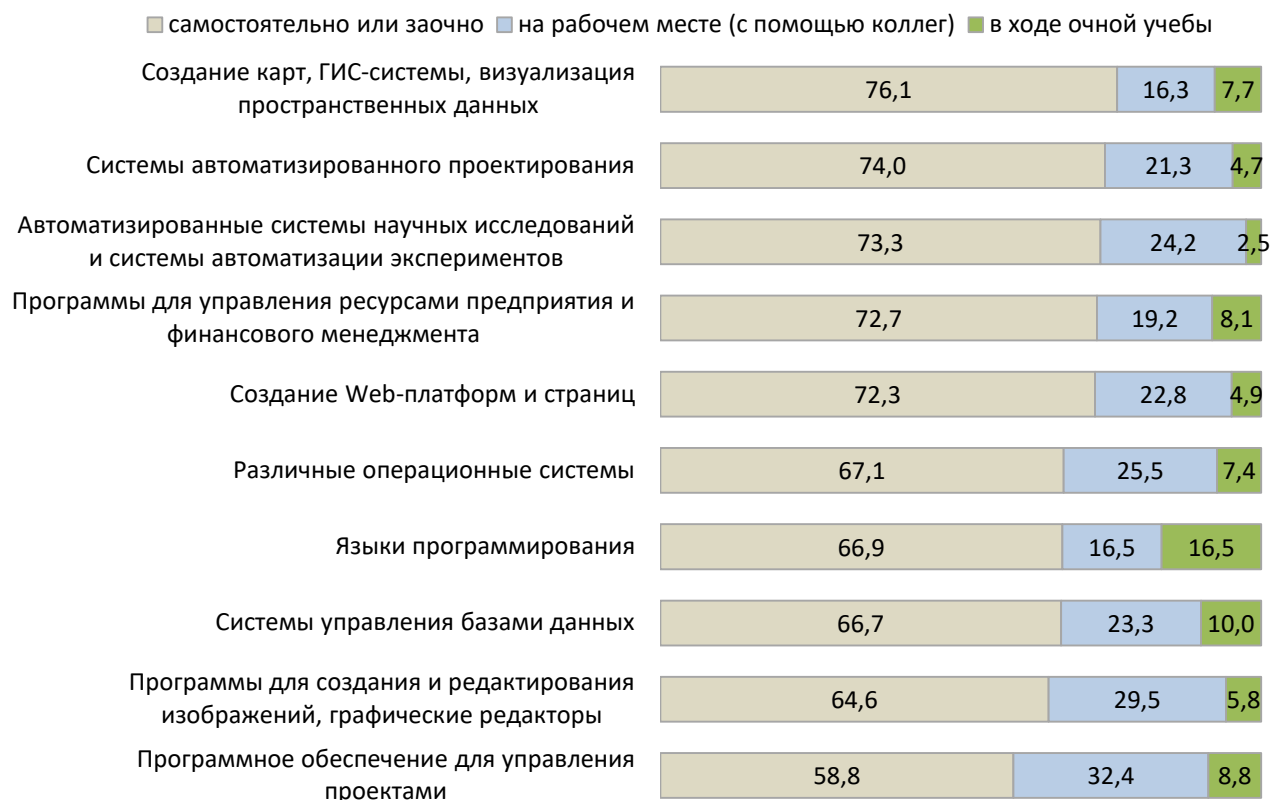 самостоятельно или заочно на рабочем месте (с помощью коллег) в ходе очной учебы
Создание карт, ГИС-системы, визуализация
пространственных данных
76,1 16,3 7,7
Системы автоматизированного проектирования
74,0 21,3 4,7
Автоматизированные системы научных исследований
и системы автоматизации экспериментов
73,3 24,2 2,5
Программы для управления ресурсами предприятия и
финансового менеджмента
72,7 19,2 8,1
Создание Web-платформ и страниц
72,3 22,8 4,9
Различные операционные системы
67,1 25,5 7,4
Языки программирования
66,9 16,5 16,5
Системы управления базами данных
66,7 23,3 10,0
Программы для создания и редактирования
изображений, графические редакторы
64,6 29,5 5,8
Программное обеспечение для управления
проектами
58,8 32,4 8,8